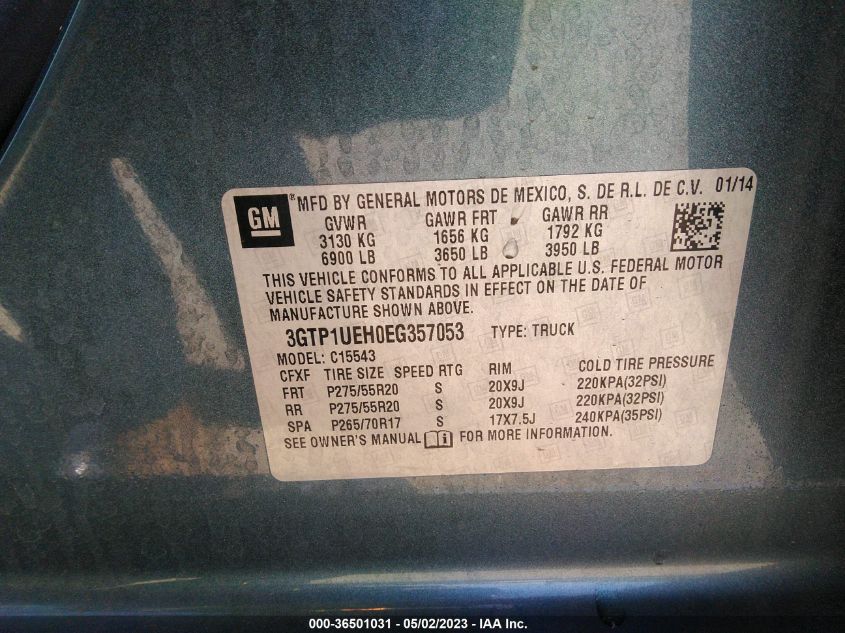 GM ® MFD BY GENERAL MOTORS DE MEXICO, S. DE R.L. DE C.V. 01/14
GVWR GAWR FRT GAWR RR
3130 KG 1656 KG 1792 KG
6900 LB 3650 LB 3950 LB
THIS VEHICLE CONFORMS TO ALL APPLICABLE U.S. FEDERAL MOTOR
VEHICLE SAFETY STANDARDS IN EFFECT ON THE DATE OF
MANUFACTURE SHOWN ABOVE.
3GTP1UEH0EG357053 TYPE: TRUCK
MODEL: C15543
CFXF TIRE SIZE SPEED RTG RIM COLD TIRE PRESSURE
FRT P275/55R20 S 20X9J 220KPA(32PSI)
RR P275/55R20 S 20X9J 220KPA(32PSI)
SPA P265/70R17 S 17X7.5J 240KPA(35PSI)
SEE OWNER'S MANUAL FOR MORE INFORMATION.
000-36501031 - 05/02/2023 - IAA Inc.